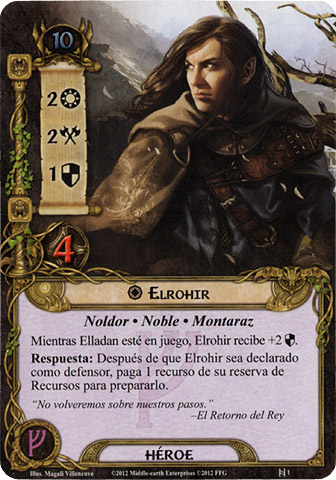 10
2
2
1
4
Elrohir
Noldor • Noble • Montaraz
Mientras Elladan esté en juego, Elrohir recibe +2
Respuesta: Después de que Elrohir sea declarado
como defensor, paga 1 recurso de su reserva de
Recursos para prepararlo.
“No volveremos sobre nuestros pasos.”
–El Retorno del Rey
HÉROE
Illus. Magali Villeneuve
©2012 Middle-earth Enterprises ©2012 FFG
1